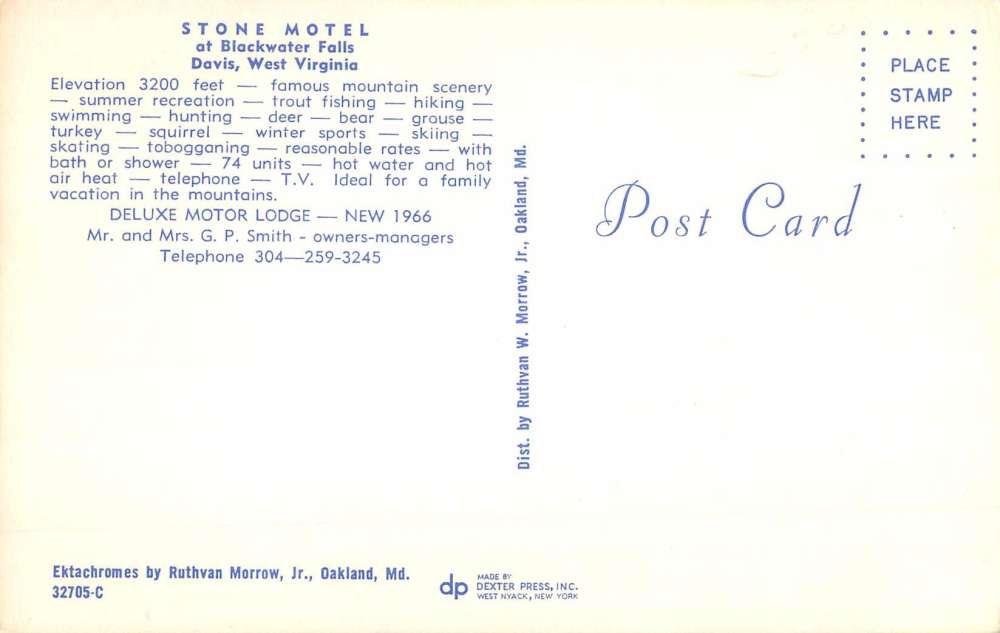 STONE MOTEL
at Blackwater Falls
Davis, West Virginia
Elevation 3200 feet — famous mountain scenery
— summer recreation — trout fishing — hiking —
swimming — hunting — deer — bear — grouse —
turkey — squirrel — winter sports — skiing —
skating — tobogganing — reasonable rates — with
bath or shower — 74 units — hot water and hot
air heat — telephone — T.V. Ideal for a family
vacation in the mountains.
DELUXE MOTOR LODGE — NEW 1966
Mr. and Mrs. G. P. Smith - owners-managers
Telephone 304—259-3245
Dist. by Ruthvan W. Morrow, Jr., Oakland, Md.
PLACE
STAMP
HERE
Post Card
Ektachromes by Ruthvan Morrow, Jr., Oakland, Md.
32705-C
dp
MADE BY
DEXTER PRESS, INC.
WEST NYACK, NEW YORK